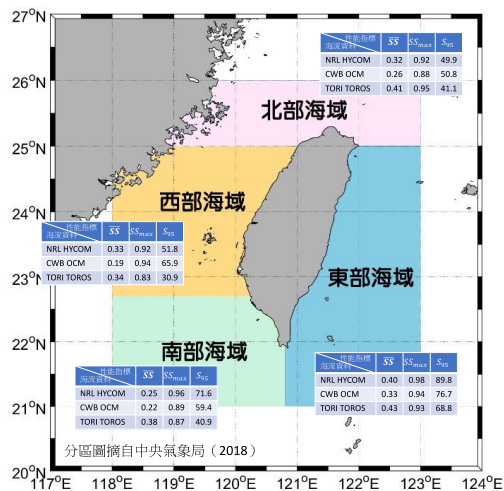 27°N
26°N
25°N
24°N
23°N
22°N
21°N
20°N
117°E 118°E 119°E 120°E 121°E 122°E 123°E 124°E
性能指標 海流資料 S̅S̅ SSmax S95
NRL HYCOM 0.32 0.92 49.9
CWB OCM 0.26 0.88 50.8
TORI TOROS 0.41 0.95 41.1
北部海域
西部海域
性能指標 海流資料 S̅S̅ SSmax S95
NRL HYCOM 0.33 0.92 51.8
CWB OCM 0.19 0.94 65.9
TORI TOROS 0.34 0.83 30.9
東部海域
南部海域
性能指標 海流資料 S̅S̅ SSmax S95
NRL HYCOM 0.40 0.98 89.8
CWB OCM 0.33 0.94 76.7
TORI TOROS 0.43 0.93 68.8
性能指標 海流資料 S̅S̅ SSmax S95
NRL HYCOM 0.25 0.96 71.6
CWB OCM 0.22 0.89 59.4
TORI TOROS 0.38 0.87 40.9
分區圖摘自中央氣象局（2018）